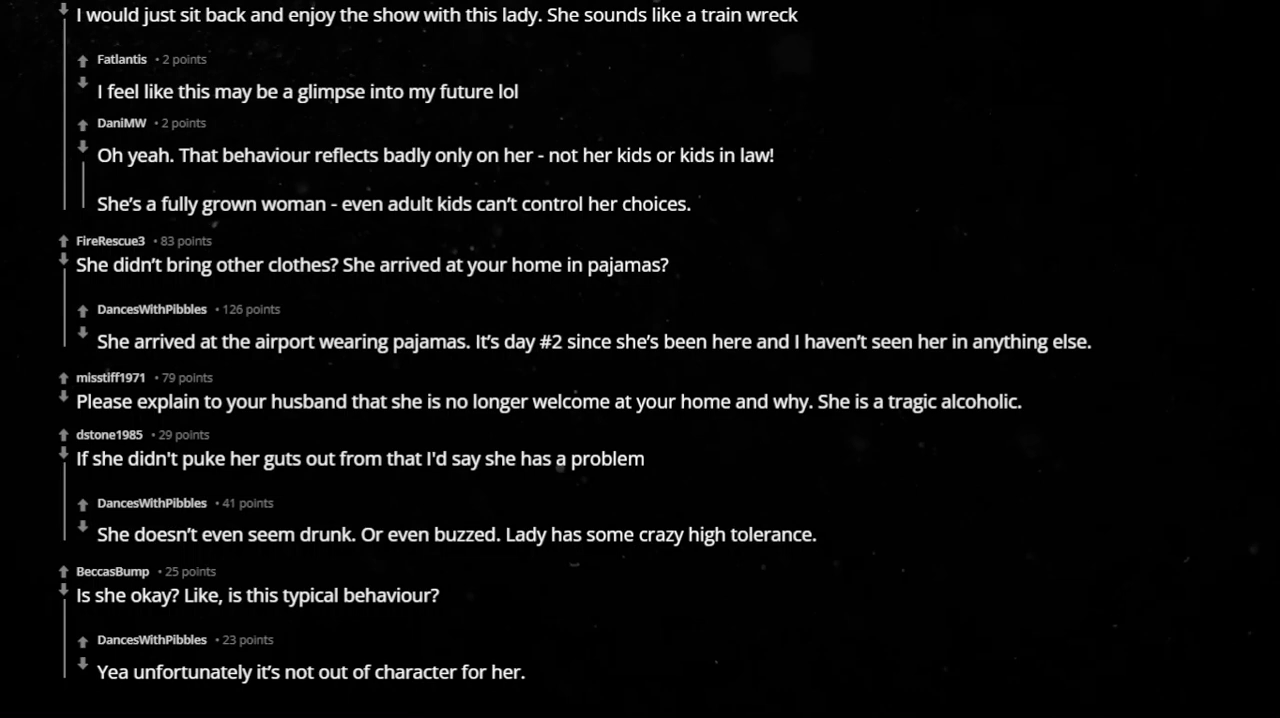 I would just sit back and enjoy the show with this lady. She sounds like a train wreck
Fatlantis • 2 points
I feel like this may be a glimpse into my future lol
DaniMW • 2 points
Oh yeah. That behaviour reflects badly only on her - not her kids or kids in law!
She’s a fully grown woman - even adult kids can’t control her choices.
FireRescue3 • 83 points
She didn’t bring other clothes? She arrived at your home in pajamas?
DancesWithPibbles • 126 points
She arrived at the airport wearing pajamas. It’s day #2 since she’s been here and I haven’t seen her in anything else.
misstiff1971 • 79 points
Please explain to your husband that she is no longer welcome at your home and why. She is a tragic alcoholic.
dstone1985 • 29 points
If she didn't puke her guts out from that I'd say she has a problem
DancesWithPibbles • 41 points
She doesn’t even seem drunk. Or even buzzed. Lady has some crazy high tolerance.
BeccasBump • 25 points
Is she okay? Like, is this typical behaviour?
DancesWithPibbles • 23 points
Yea unfortunately it’s not out of character for her.